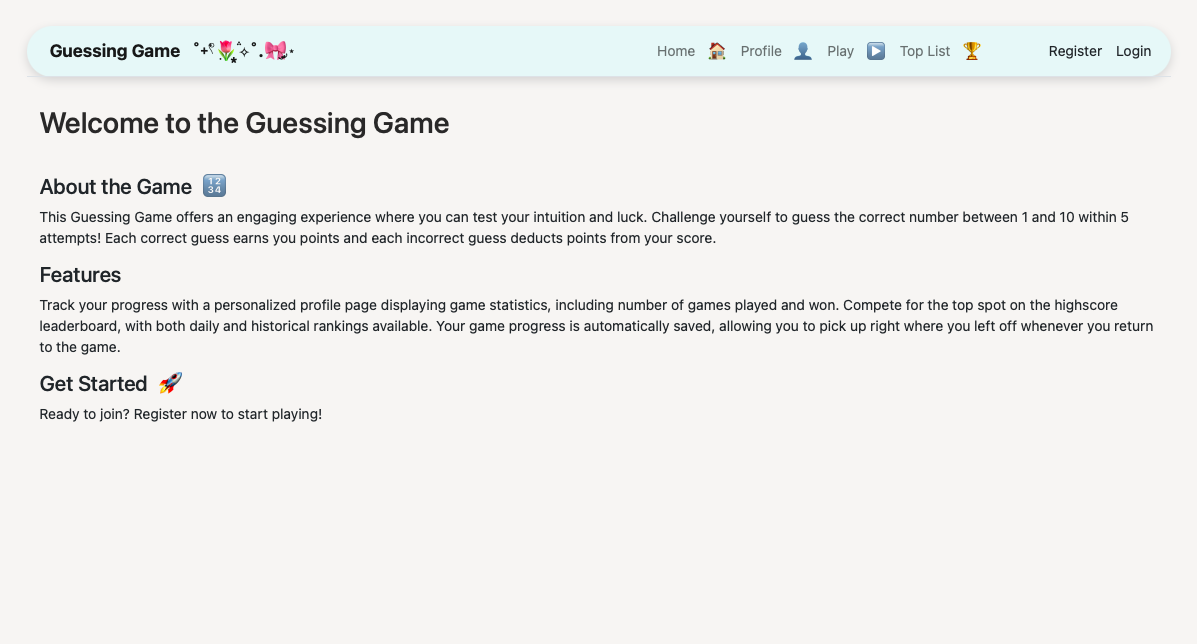 Guessing Game ˚₊‧꒰🌷✧˚.🎀༘⋆
Home 🏠 Profile 👤 Play ▶️ Top List 🏆 Register Login
Welcome to the Guessing Game
About the Game 🔢
This Guessing Game offers an engaging experience where you can test your intuition and luck. Challenge yourself to guess the correct number between 1 and 10 within 5
attempts! Each correct guess earns you points and each incorrect guess deducts points from your score.
Features
Track your progress with a personalized profile page displaying game statistics, including number of games played and won. Compete for the top spot on the highscore
leaderboard, with both daily and historical rankings available. Your game progress is automatically saved, allowing you to pick up right where you left off whenever you return
to the game.
Get Started 🚀
Ready to join? Register now to start playing!